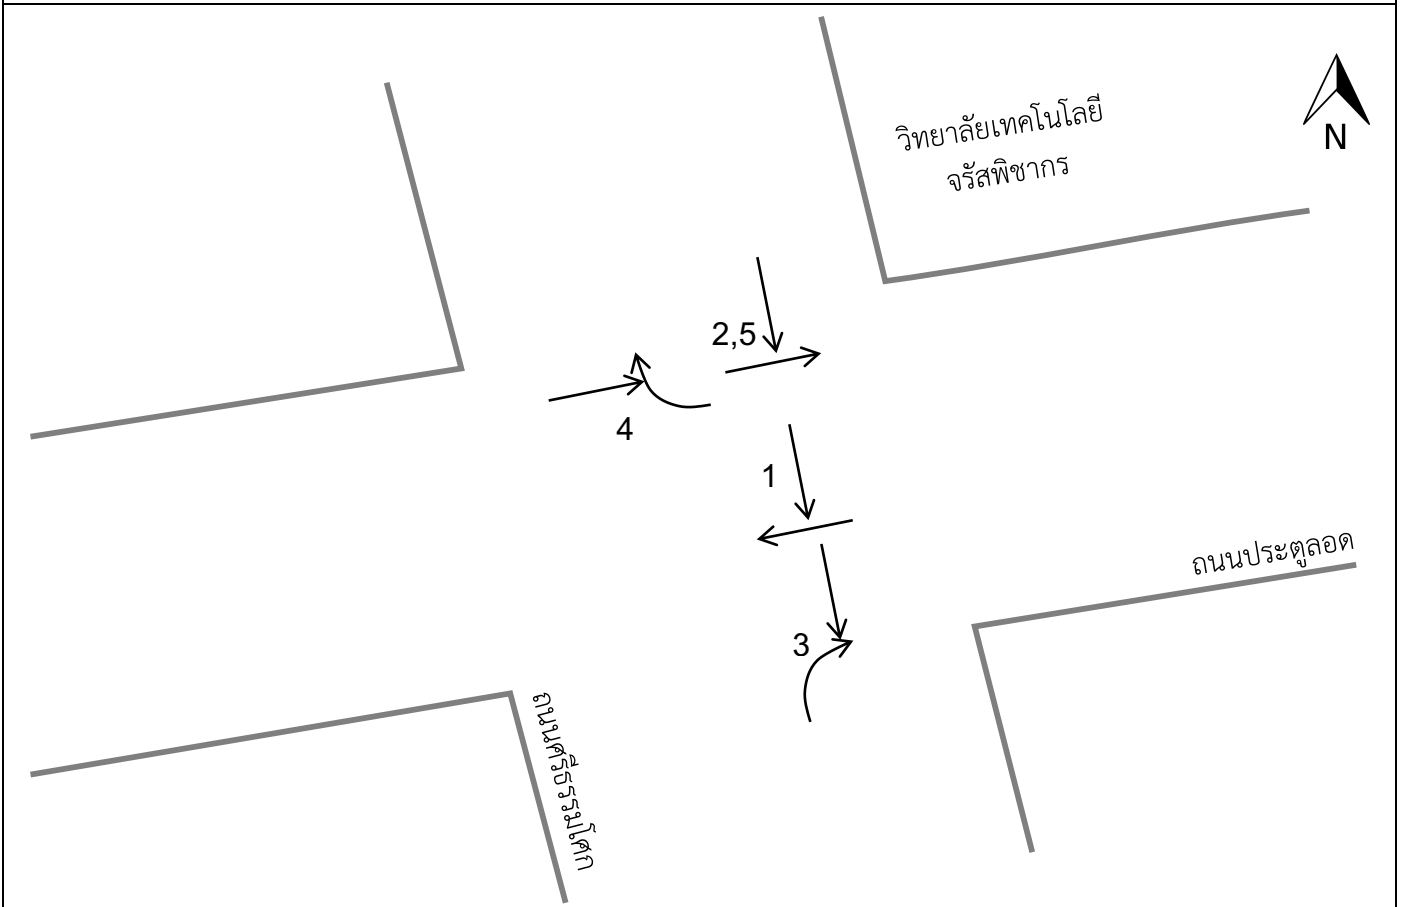 วิทยาลัยเทคโนโลยี
จรัสพิชากร
N
2,5
4
1
ถนนประตูลอด
3
ถนนศรีธรรมโศก